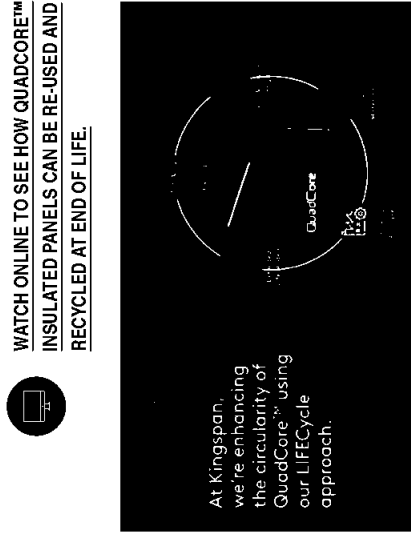 WATCH ONLINE TO SEE HOW QUADCORE™
INSULATED PANELS CAN BE RE-USED AND
RECYCLED AT END OF LIFE.
At Kingspan,
we're enhancing
the circularity of
QuadCore™ using
our LIFECycle
approach.
QuadCore